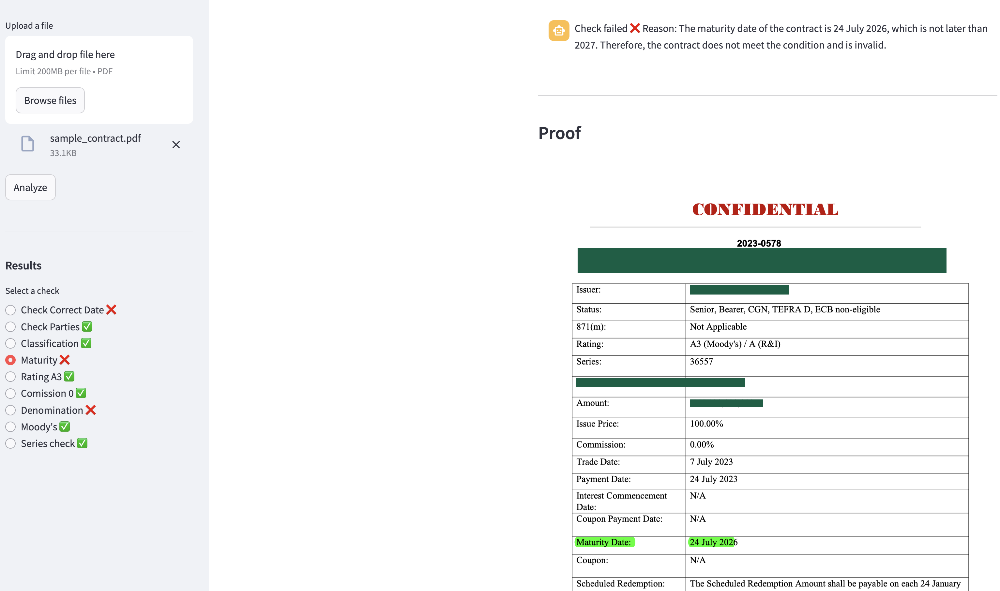 Upload a file
Drag and drop file here
Limit 200MB per file • PDF
Browse files
sample_contract.pdf
33.1KB
Analyze
Results
Select a check
Check Correct Date ❌
Check Parties ✅
Classification ✅
Maturity ❌
Rating A3 ✅
Comission 0 ✅
Denomination ❌
Moody's ✅
Series check ✅
Check failed ❌ Reason: The maturity date of the contract is 24 July 2026, which is not later than
2027. Therefore, the contract does not meet the condition and is invalid.
Proof
CONFIDENTIAL
2023-0578
Issuer:
Status: Senior, Bearer, CGN, TEFRA D, ECB non-eligible
871(m): Not Applicable
Rating: A3 (Moody's) / A (R&I)
Series: 36557
Amount:
Issue Price: 100.00%
Commission: 0.00%
Trade Date: 7 July 2023
Payment Date: 24 July 2023
Interest Commencement N/A
Date:
Coupon Payment Date: N/A
Maturity Date: 24 July 2026
Coupon: N/A
Scheduled Redemption: The Scheduled Redemption Amount shall be payable on each 24 January